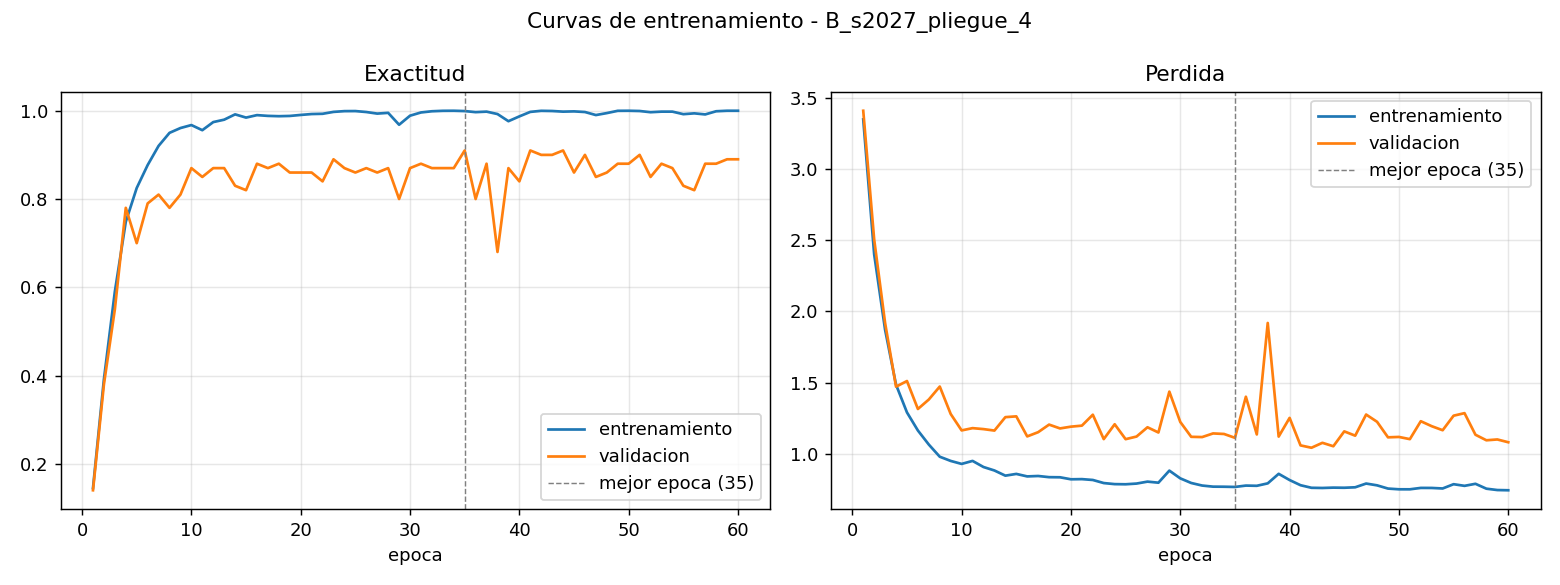 Curvas de entrenamiento - B_s2027_pliegue_4
Exactitud
1.0
0.8
0.6
0.4
0.2
0
10
20
30
40
50
60
epoca
entrenamiento
validacion
mejor epoca (35)
Perdida
3.5
3.0
2.5
2.0
1.5
1.0
0
10
20
30
40
50
60
epoca
entrenamiento
validacion
mejor epoca (35)